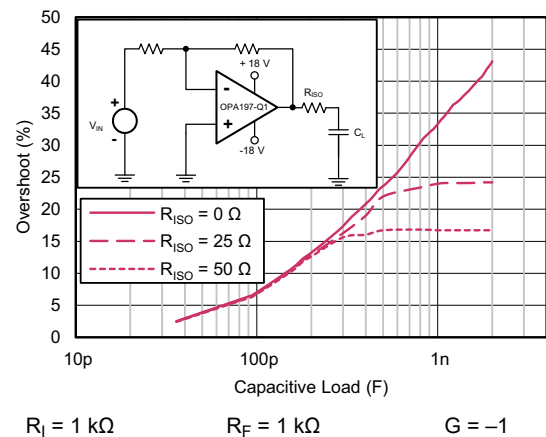 50
45
40
35
30
25
20
15
10
5
0
Overshoot (%)
+ 18 V
-
OPA197-Q1
+
-18 V
RISO
CL
+
VIN
-
RISO = 0 Ω
RISO = 25 Ω
RISO = 50 Ω
10p 100p 1n
Capacitive Load (F)
RI = 1 kΩ RF = 1 kΩ G = –1